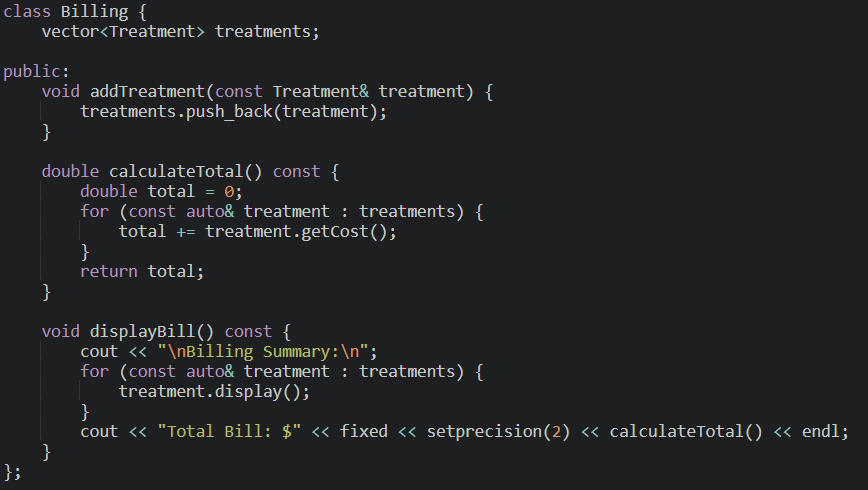 class Billing {
    vector<Treatment> treatments;

public:
    void addTreatment(const Treatment& treatment) {
        treatments.push_back(treatment);
    }

    double calculateTotal() const {
        double total = 0;
        for (const auto& treatment : treatments) {
            total += treatment.getCost();
        }
        return total;
    }

    void displayBill() const {
        cout << "\nBilling Summary:\n";
        for (const auto& treatment : treatments) {
            treatment.display();
        }
        cout << "Total Bill: $" << fixed << setprecision(2) << calculateTotal() << endl;
    }
};